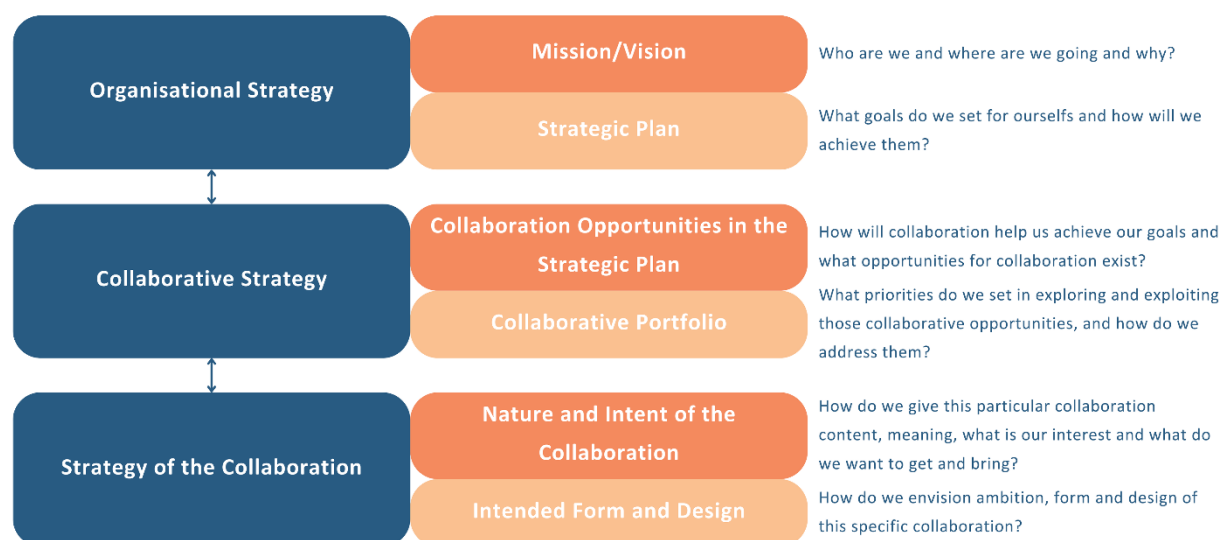 Organisational Strategy
Mission/Vision
Who are we and where are we going and why?
Strategic Plan
What goals do we set for ourselfs and how will we
achieve them?
Collaborative Strategy
Collaboration Opportunities in the
Strategic Plan
How will collaboration help us achieve our goals and
what opportunities for collaboration exist?
Collaborative Portfolio
What priorities do we set in exploring and exploiting
those collaborative opportunities, and how do we
address them?
Strategy of the Collaboration
Nature and Intent of the
Collaboration
How do we give this particular collaboration
content, meaning, what is our interest and what do
we want to get and bring?
Intended Form and Design
How do we envision ambition, form and design of
this specific collaboration?